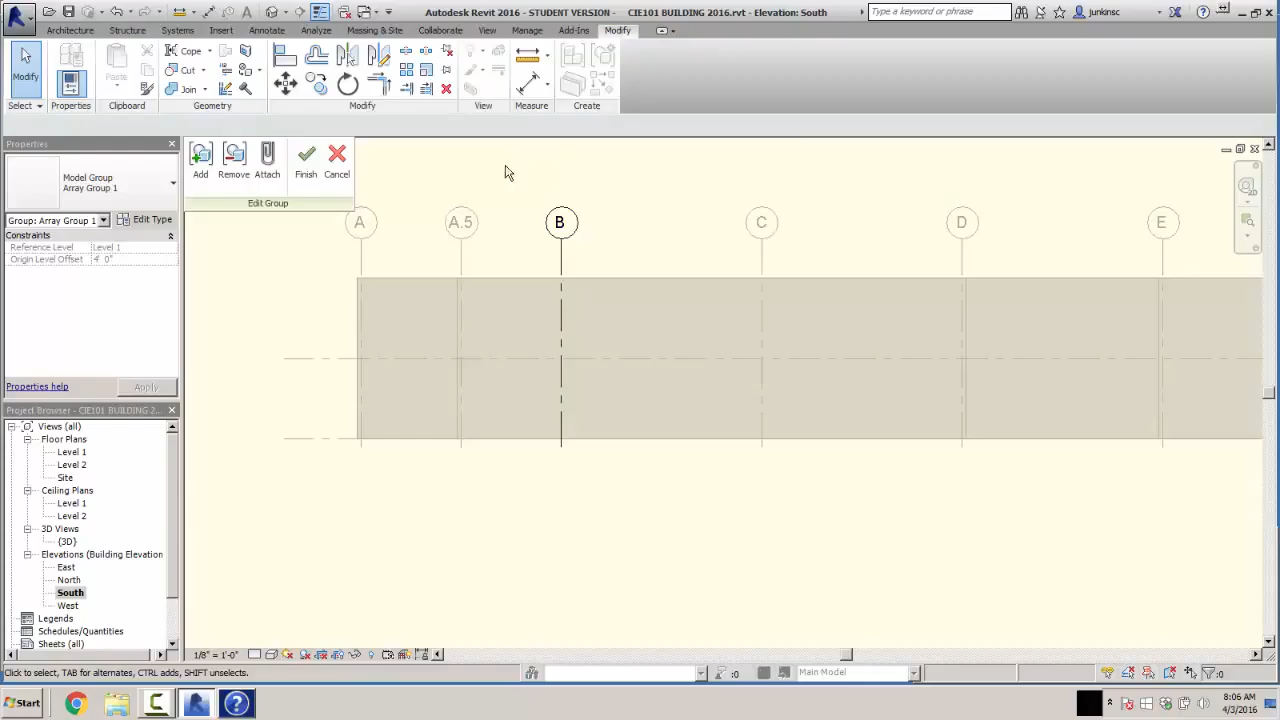 Autodesk Revit 2016 - STUDENT VERSION - CIE101 BUILDING 2016.rvt - Elevation: South
Type a keyword or phrase
junkinsc
Architecture Structure Systems Insert Annotate Analyze Massing & Site Collaborate View Manage Add-Ins Modify
Modify
Paste
Cope
Cut
Join
Select Properties Clipboard Geometry Modify View Measure Create
Properties
Model Group
Array Group 1
Group: Array Group 1
Edit Type
Constraints
Reference Level Level 1
Origin Level Offset 4' 0"
Properties help
Apply
Add Remove Attach Finish Cancel
Edit Group
A A.5 B C D E
Project Browser - CIE101 BUILDING 2...
Views (all)
Floor Plans
Level 1
Level 2
Site
Ceiling Plans
Level 1
Level 2
3D Views
{3D}
Elevations (Building Elevation
East
North
South
West
Legends
Schedules/Quantities
Sheets (all)
1/8" = 1'-0"
Click to select, TAB for alternates, CTRL adds, SHIFT unselects.
:0
Main Model
:0
Start
8:06 AM
4/3/2016